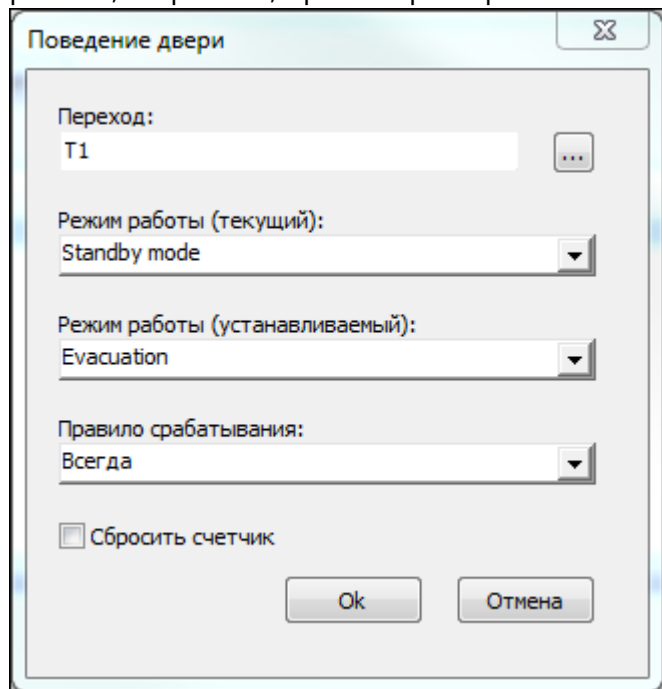 Поведение двери
Переход:
T1
...
Режим работы (текущий):
Standby mode
Режим работы (устанавливаемый):
Evacuation
Правило срабатывания:
Всегда
Сбросить счетчик
Ok Отмена